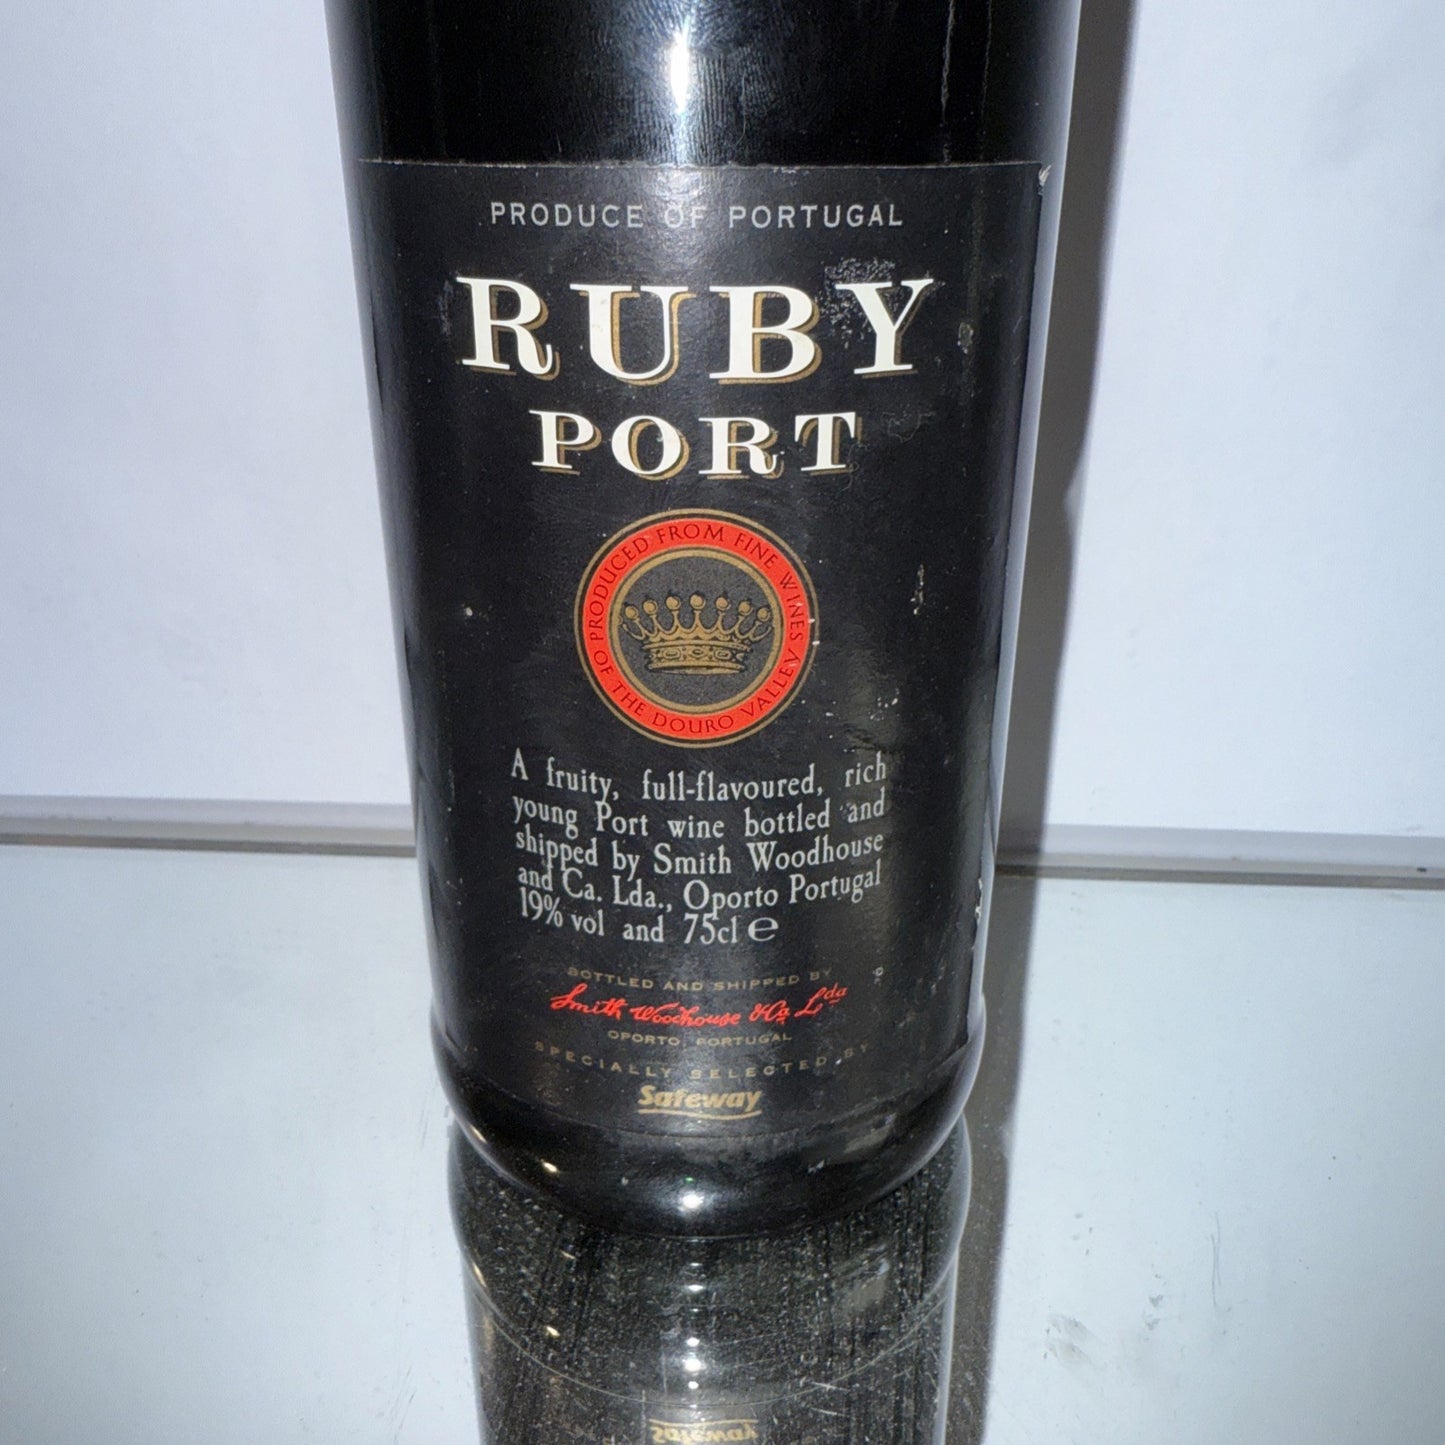 PRODUCE OF PORTUGAL
RUBY
PORT
PRODUCED FROM FINE WINES OF THE DOURO VALLEY
A fruity, full-flavoured, rich
young Port wine bottled and
shipped by Smith Woodhouse
and Ca. Lda., Oporto Portugal
19% vol and 75cl e
BOTTLED AND SHIPPED BY
Smith Woodhouse & Ca Lda
OPORTO, PORTUGAL
SPECIALLY SELECTED BY
Safeway